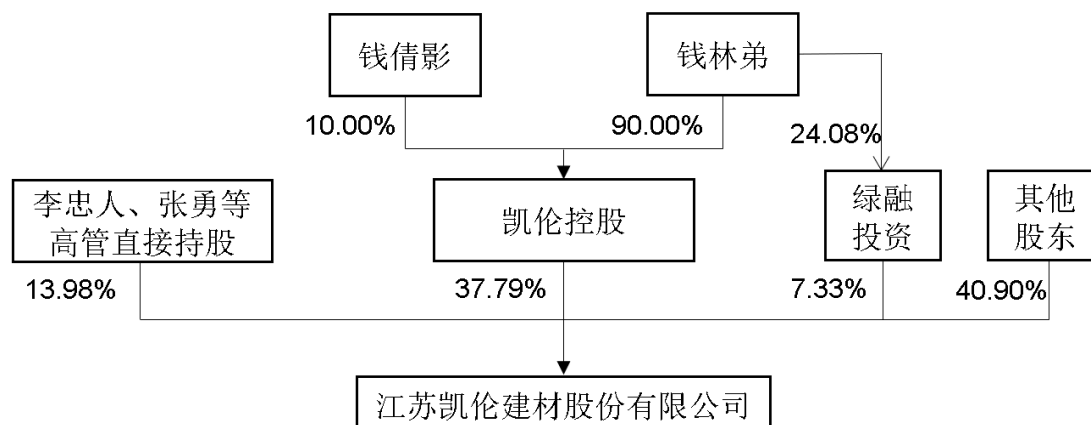 钱倩影
钱林弟
10.00%
90.00%
24.08%
李忠人、张勇等
高管直接持股
凯伦控股
绿融
投资
其他
股东
13.98%
37.79%
7.33%
40.90%
江苏凯伦建材股份有限公司